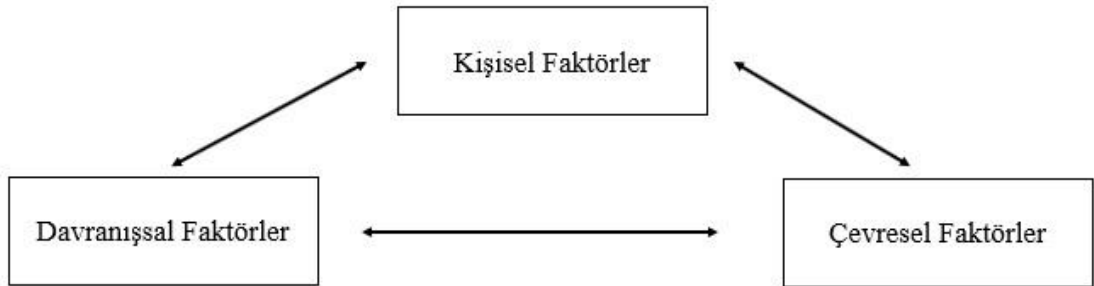 Kişisel Faktörler
Davranışsal Faktörler
Çevresel Faktörler